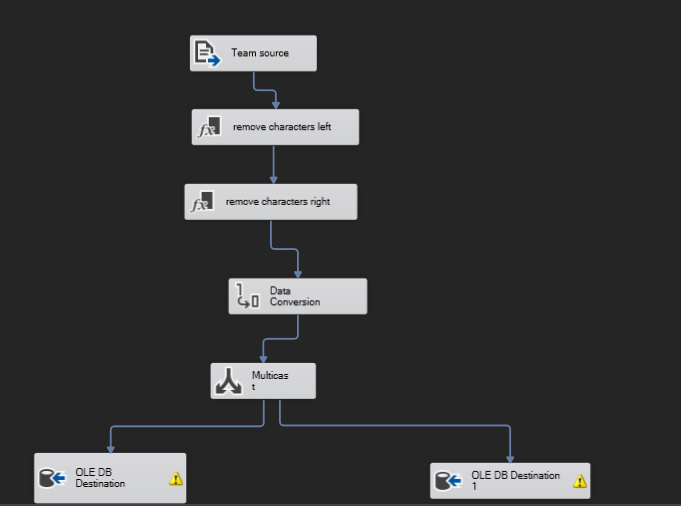 Team source
remove characters left
remove characters right
Data
Conversion
Multicas
t
OLE DB
Destination
OLE DB Destination
1